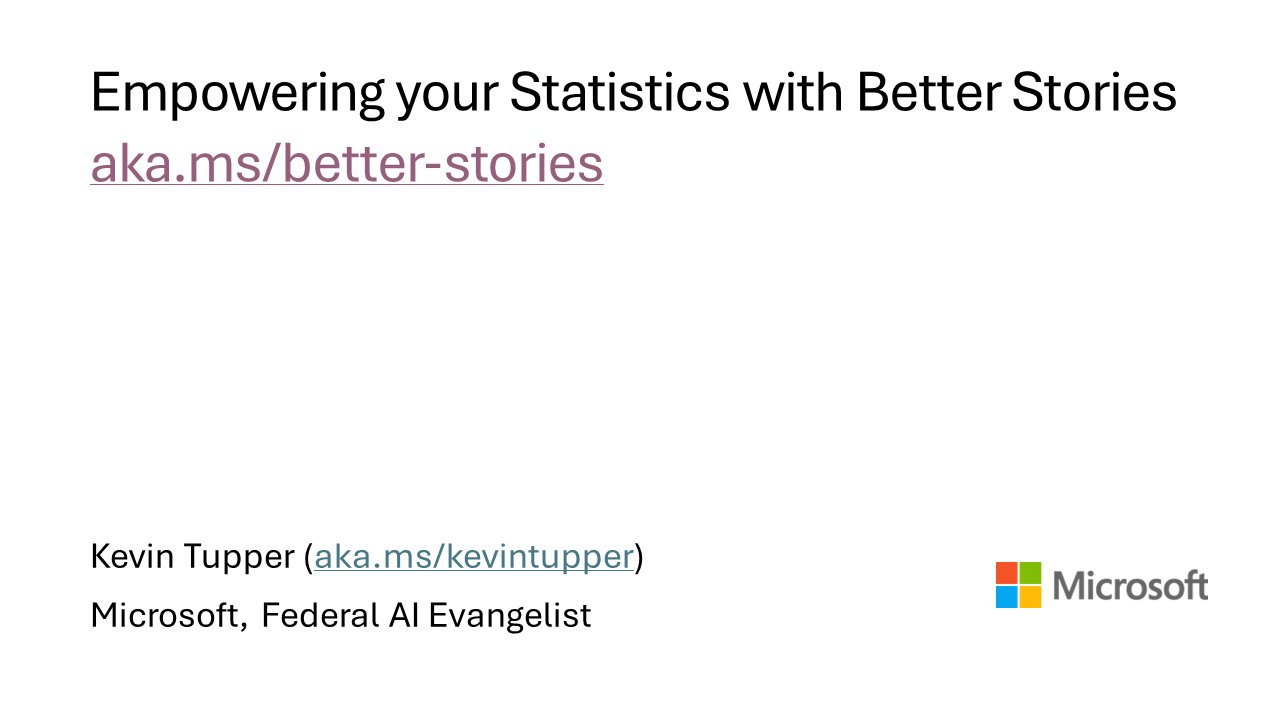 Empowering your Statistics with Better Stories
aka.ms/better-stories
Kevin Tupper (aka.ms/kevintupper)
Microsoft, Federal AI Evangelist
Microsoft